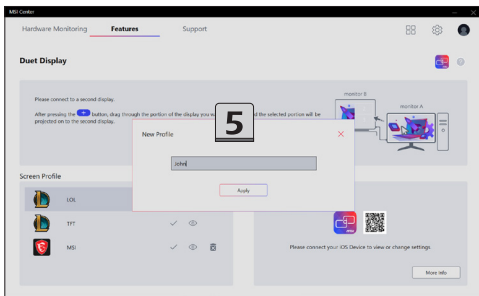 MSI Center
Hardware Monitoring Features Support
Duet Display
Please connect to a second display.
After pressing the button, drag through the portion of the display you w d the selected portion will be
projected on to the second display.
monitor B
monitor A
5
New Profile
John
Apply
Screen Profile
LOL
TFT
MSI
Please connect your iOS Device to view or change settings
More Info